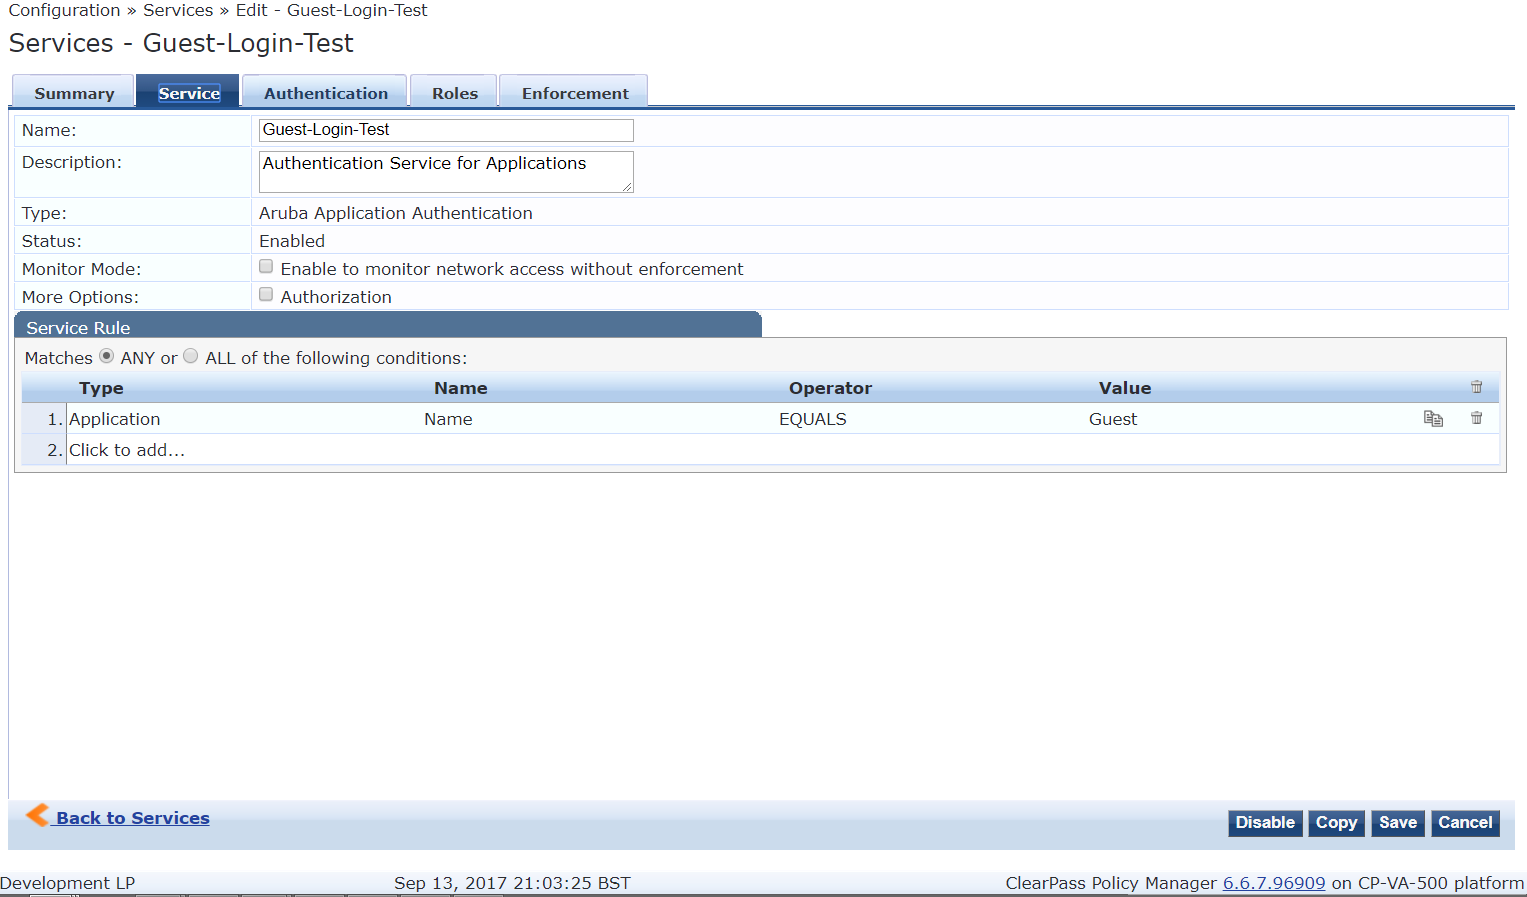 Configuration » Services » Edit - Guest-Login-Test
Services - Guest-Login-Test
Summary Service Authentication Roles Enforcement
Name: Guest-Login-Test
Description: Authentication Service for Applications
Type: Aruba Application Authentication
Status: Enabled
Monitor Mode: Enable to monitor network access without enforcement
More Options: Authorization
Service Rule
Matches ANY or ALL of the following conditions:
Type Name Operator Value
1. Application Name EQUALS Guest
2. Click to add...
Back to Services Disable Copy Save Cancel
Development LP Sep 13, 2017 21:03:25 BST ClearPass Policy Manager 6.6.7.96909 on CP-VA-500 platform